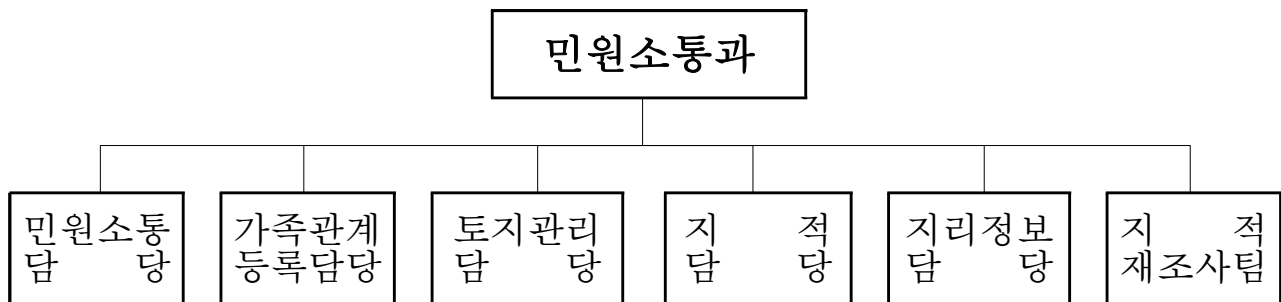 민원소통과
민원소통
담 당
가족관계
등록담당
토지관리
담 당
지 적
담 당
지리정보
담 당
지 적
재조사팀